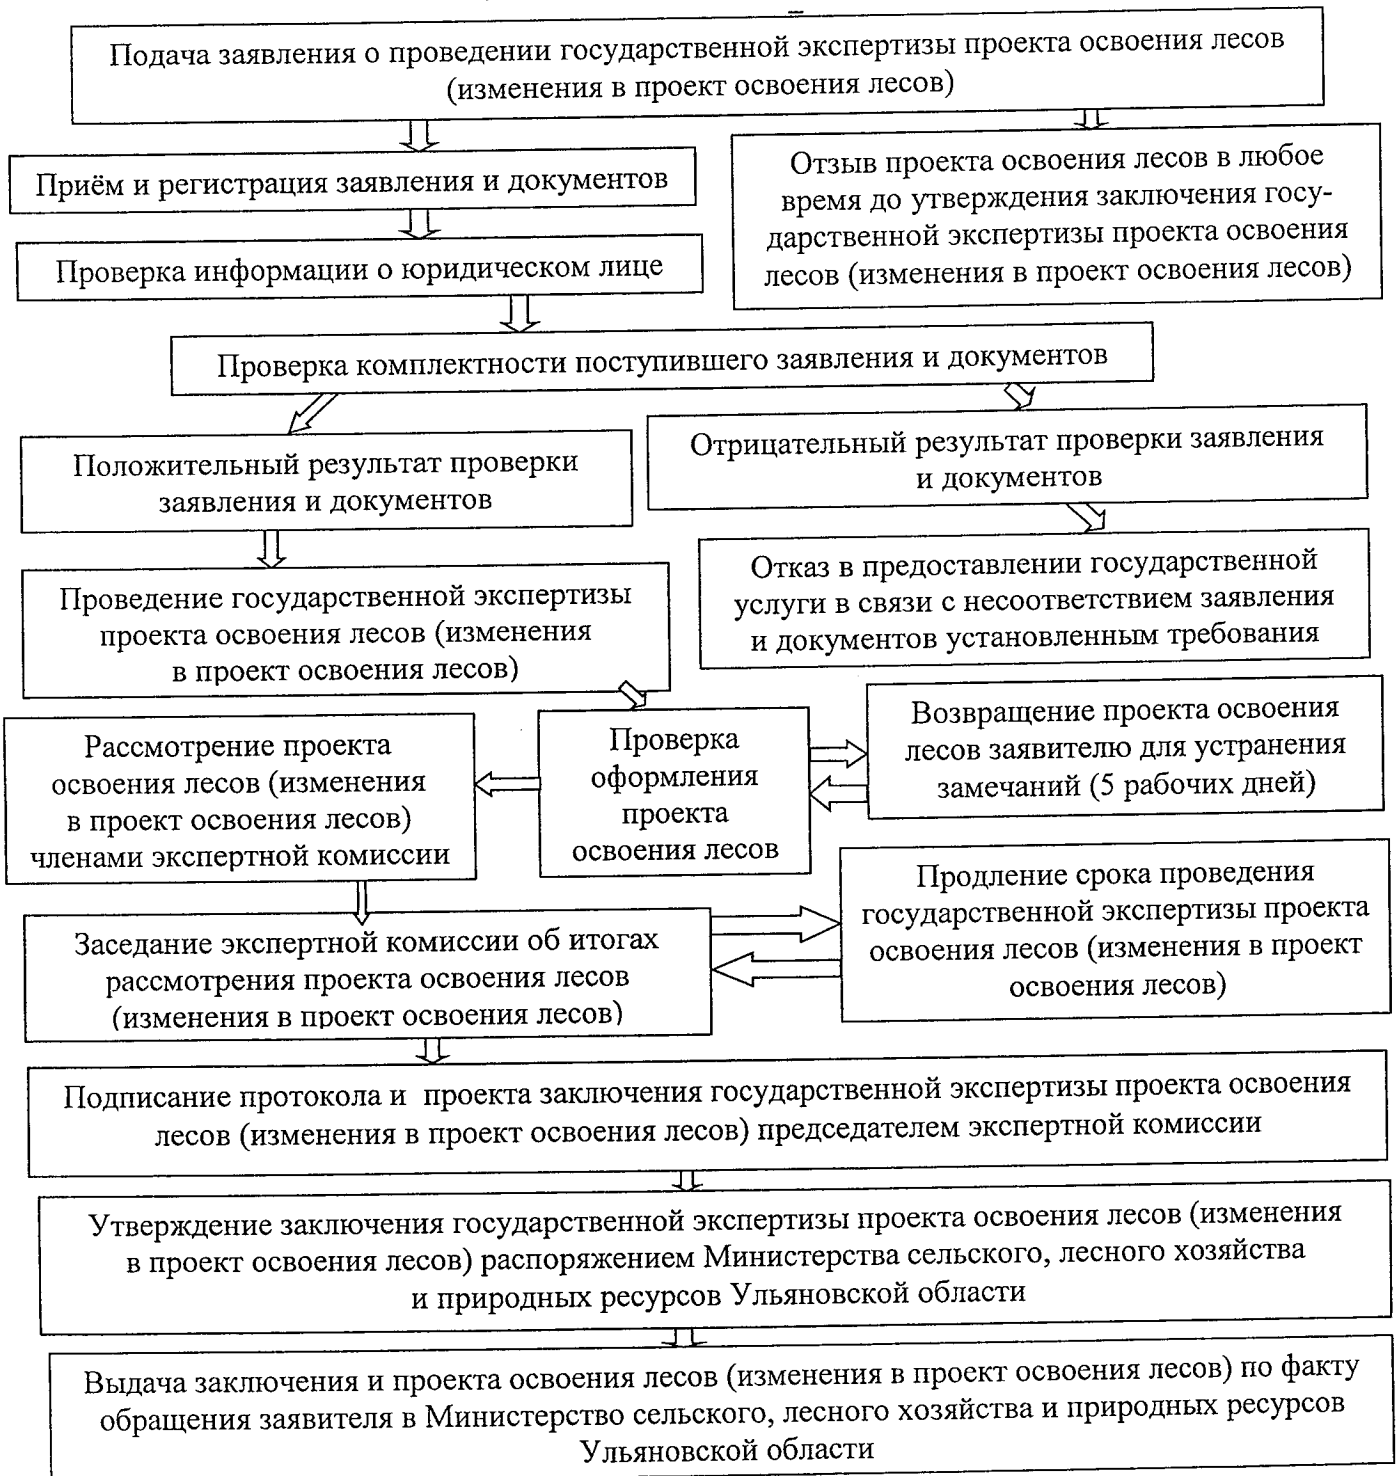 Подача заявления о проведении государственной экспертизы проекта освоения лесов
(изменения в проект освоения лесов)
Приём и регистрация заявления и документов
Отзыв проекта освоения лесов в любое
время до утверждения заключения госу-
дарственной экспертизы проекта освоения
лесов (изменения в проект освоения лесов)
Проверка информации о юридическом лице
Проверка комплектности поступившего заявления и документов
Положительный результат проверки
заявления и документов
Отрицательный результат проверки заявления
и документов
Проведение государственной экспертизы
проекта освоения лесов (изменения
в проект освоения лесов)
Отказ в предоставлении государственной
услуги в связи с несоответствием заявления
и документов установленным требования
Рассмотрение проекта
освоения лесов (изменения
в проект освоения лесов)
членами экспертной комиссии
Проверка
оформления
проекта
освоения лесов
Возвращение проекта освоения
лесов заявителю для устранения
замечаний (5 рабочих дней)
Продление срока проведения
государственной экспертизы проекта
освоения лесов (изменения в проект
освоения лесов)
Заседание экспертной комиссии об итогах
рассмотрения проекта освоения лесов
(изменения в проект освоения лесов)
Подписание протокола и проекта заключения государственной экспертизы проекта освоения
лесов (изменения в проект освоения лесов) председателем экспертной комиссии
Утверждение заключения государственной экспертизы проекта освоения лесов (изменения
в проект освоения лесов) распоряжением Министерства сельского, лесного хозяйства
и природных ресурсов Ульяновской области
Выдача заключения и проекта освоения лесов (изменения в проект освоения лесов) по факту
обращения заявителя в Министерство сельского, лесного хозяйства и природных ресурсов
Ульяновской области